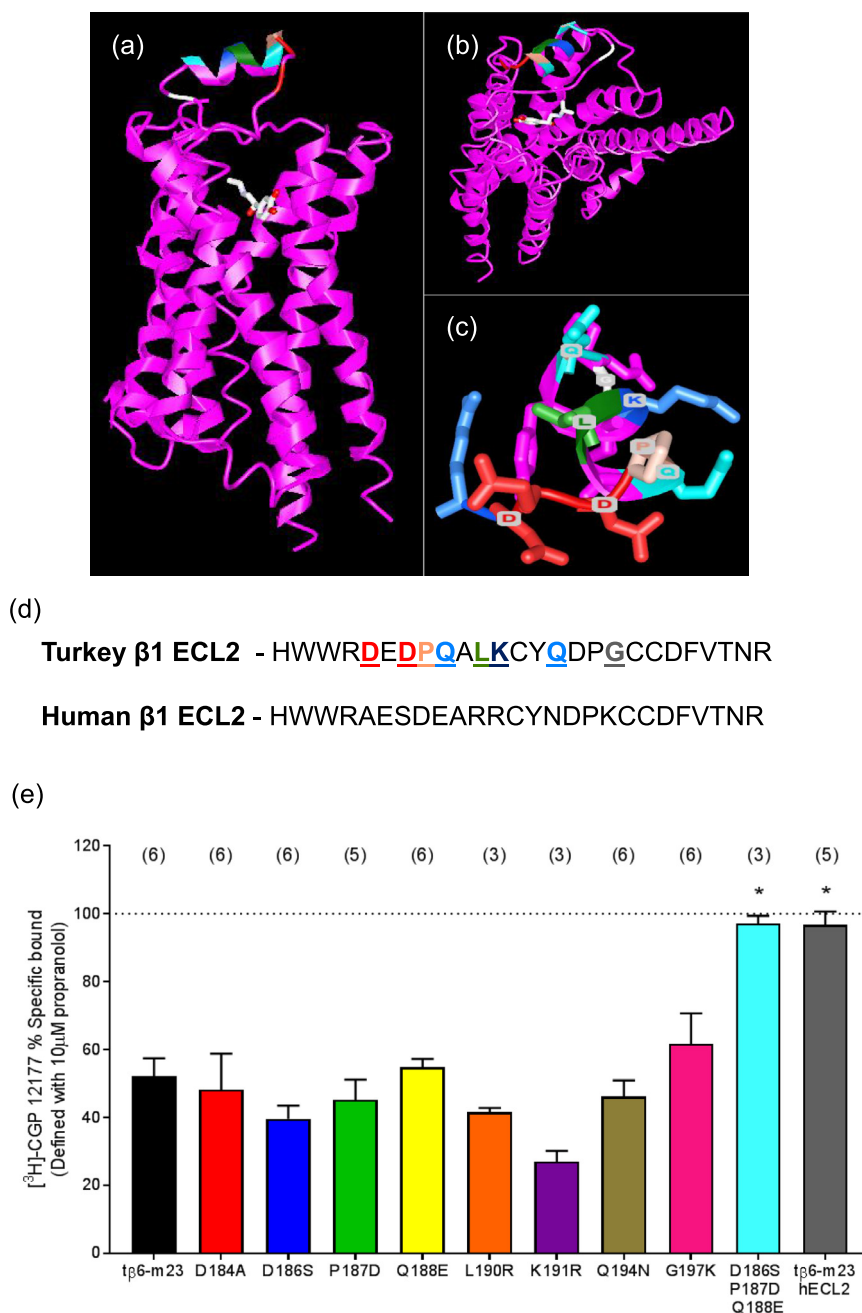 (a)
(b)
(c)
Q
G
K
L
P
Q
D
D
(d)
Turkey β1 ECL2 - HWWRDEDPQALKCYQDPGCCDFVTNR
Human β1 ECL2 - HWWRAESDEARRCYNDPKCCDFVTNR
(e)
[³H]-CGP 12177 % Specific bound
(Defined with 10μM propranolol)
120
100
80
60
40
20
0
(6) (6) (6) (5) (6) (3) (3) (6) (6) (3) (5)
* *
tβ6-m23 D184A D186S P187D Q188E L190R K191R Q194N G197K D186S tβ6-m23
P187D hECL2
Q188E